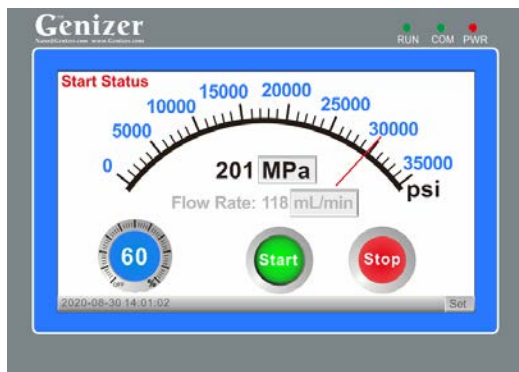 Genizer
RUN COM PWR
Start Status
0
5000
10000
15000
20000
25000
30000
35000
psi
201 MPa
Flow Rate: 118 mL/min
60
OFF %
Start
Stop
2020-08-30 14:01:02
Set